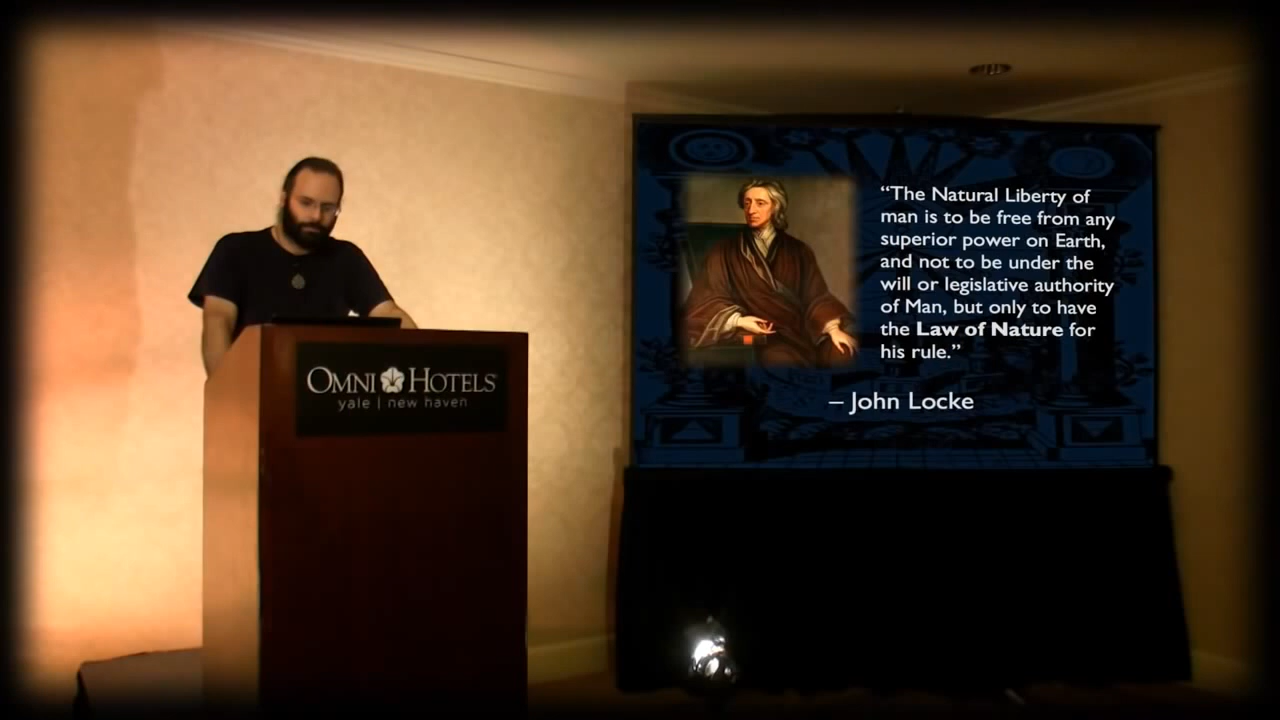 OMNI HOTELS
yale | new haven
“The Natural Liberty of
man is to be free from any
superior power on Earth,
and not to be under the
will or legislative authority
of Man, but only to have
the Law of Nature for
his rule.”
– John Locke